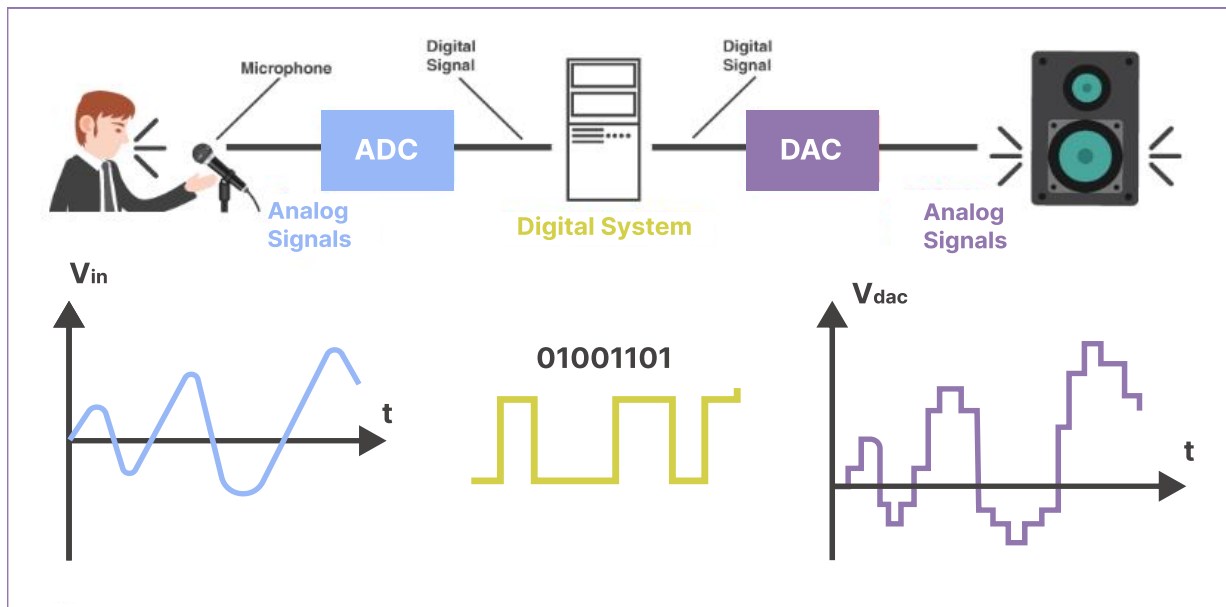 Microphone
Digital
Signal
Digital
Signal
ADC
DAC
Analog
Signals
Digital System
Analog
Signals
Vin
t
01001101
Vdac
t